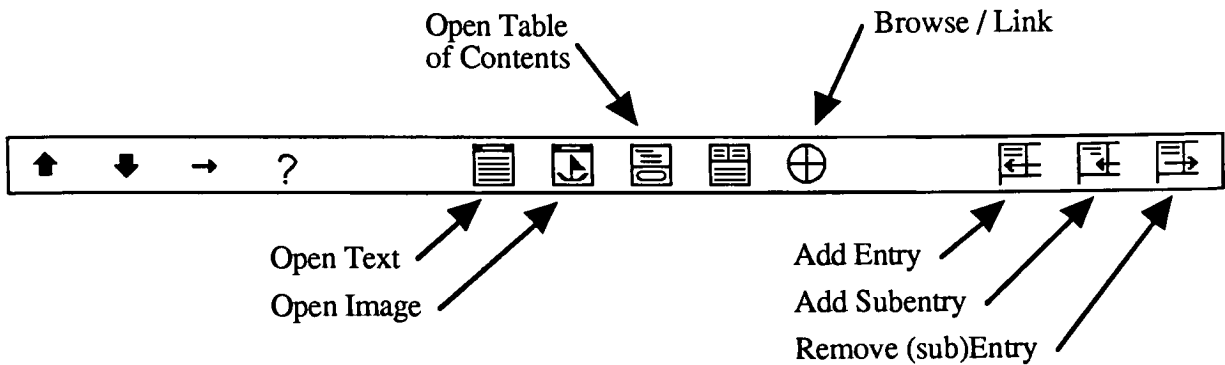 Open Table
of Contents
Browse / Link
?
Open Text
Open Image
Add Entry
Add Subentry
Remove (sub)Entry